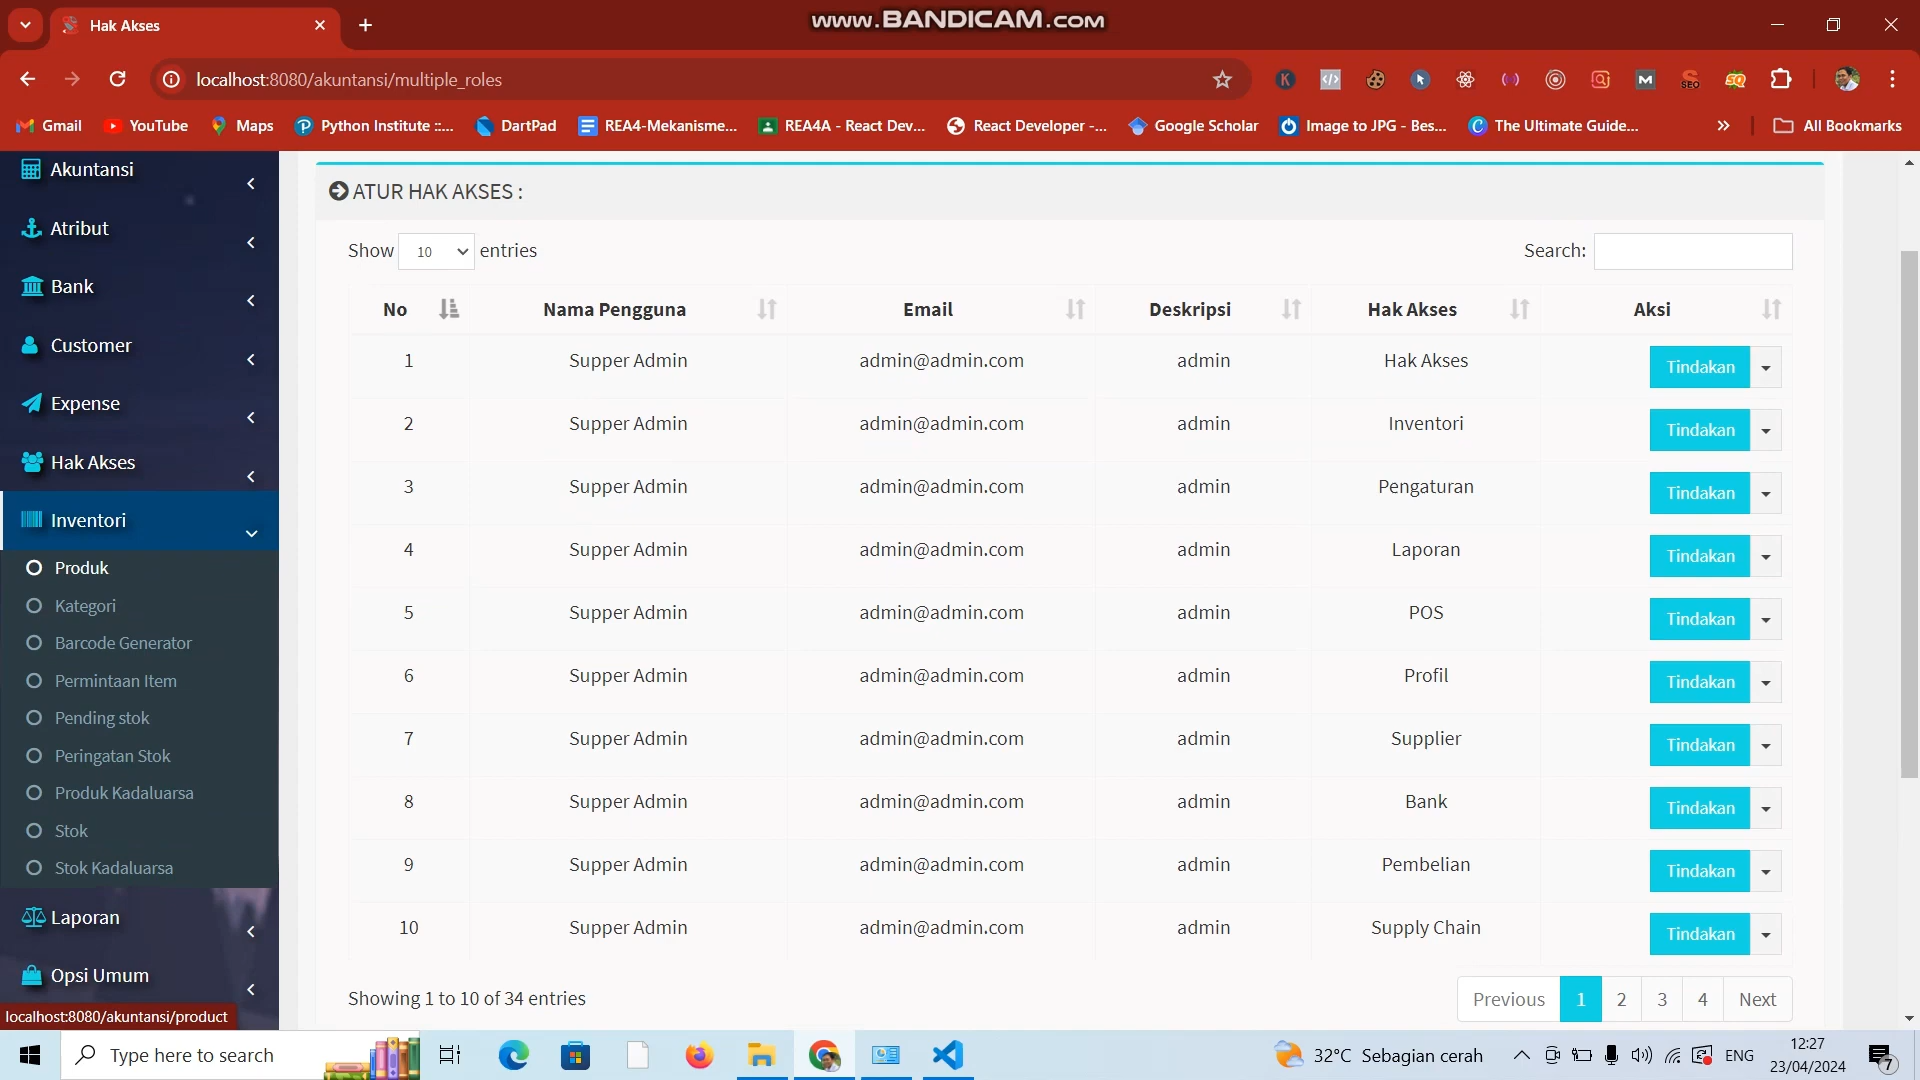 Hak Akses
www.BANDICAM.com
localhost:8080/akuntansi/multiple_roles
Gmail
YouTube
Maps
Python Institute ::...
DartPad
REA4-Mekanisme...
REA4A - React Dev...
React Developer -...
Google Scholar
Image to JPG - Bes...
The Ultimate Guide...
All Bookmarks
Akuntansi
Atribut
Bank
Customer
Expense
Hak Akses
Inventori
Produk
Kategori
Barcode Generator
Permintaan Item
Pending stok
Peringatan Stok
Produk Kadaluarsa
Stok
Stok Kadaluarsa
Laporan
Opsi Umum
localhost:8080/akuntansi/product
ATUR HAK AKSES :
Show 10 entries
Search:
No Nama Pengguna Email Deskripsi Hak Akses Aksi
1 Supper Admin admin@admin.com admin Hak Akses Tindakan
2 Supper Admin admin@admin.com admin Inventori Tindakan
3 Supper Admin admin@admin.com admin Pengaturan Tindakan
4 Supper Admin admin@admin.com admin Laporan Tindakan
5 Supper Admin admin@admin.com admin POS Tindakan
6 Supper Admin admin@admin.com admin Profil Tindakan
7 Supper Admin admin@admin.com admin Supplier Tindakan
8 Supper Admin admin@admin.com admin Bank Tindakan
9 Supper Admin admin@admin.com admin Pembelian Tindakan
10 Supper Admin admin@admin.com admin Supply Chain Tindakan
Showing 1 to 10 of 34 entries
Previous 1 2 3 4 Next
Type here to search
32°C Sebagian cerah
ENG
12:27
23/04/2024
7